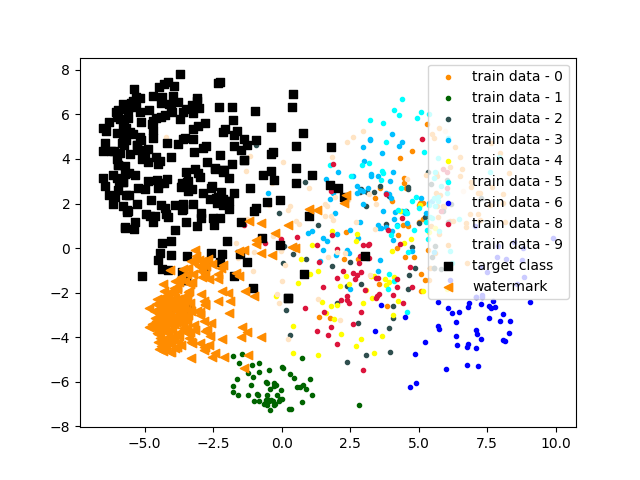 8
6
4
2
0
−2
−4
−6
−8
−5.0
−2.5
0.0
2.5
5.0
7.5
10.0
train data - 0
train data - 1
train data - 2
train data - 3
train data - 4
train data - 5
train data - 6
train data - 8
train data - 9
target class
watermark